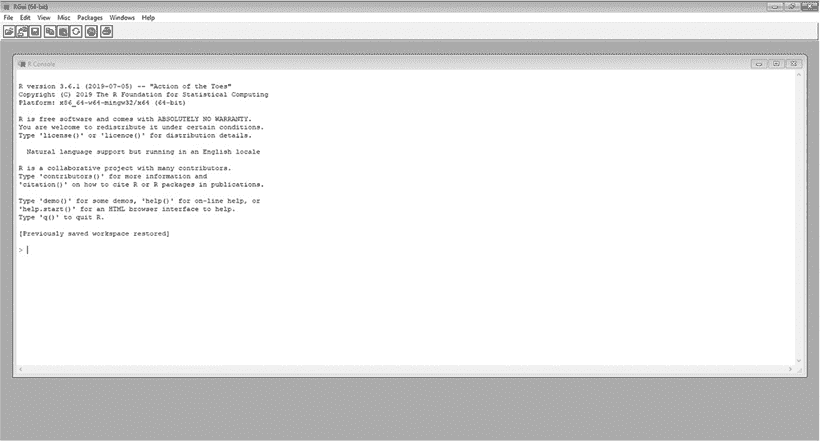 RGui (64-bit)
File Edit View Misc Packages Windows Help
R Console
R version 3.6.1 (2019-07-05) -- "Action of the Toes"
Copyright (C) 2019 The R Foundation for Statistical Computing
Platform: x86_64-w64-mingw32/x64 (64-bit)
R is free software and comes with ABSOLUTELY NO WARRANTY.
You are welcome to redistribute it under certain conditions.
Type 'license()' or 'licence()' for distribution details.
Natural language support but running in an English locale
R is a collaborative project with many contributors.
Type 'contributors()' for more information and
'citation()' on how to cite R or R packages in publications.
Type 'demo()' for some demos, 'help()' for on-line help, or
'help.start()' for an HTML browser interface to help.
Type 'q()' to quit R.
[Previously saved workspace restored]
>